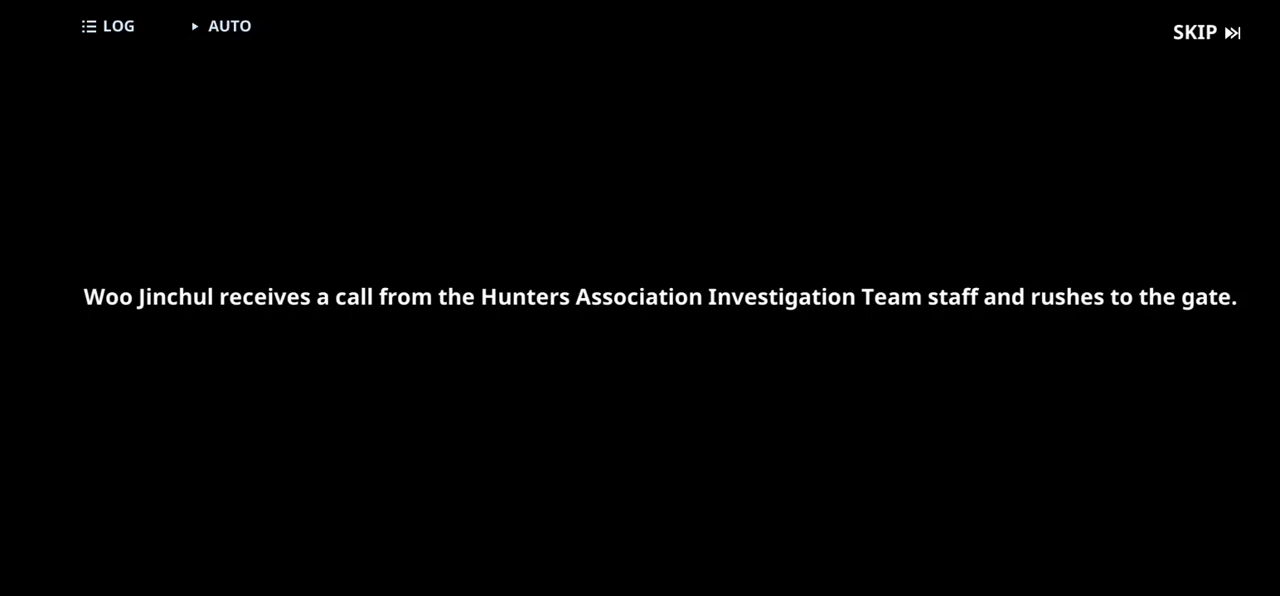 LOG
AUTO
SKIP
Woo Jinchul receives a call from the Hunters Association Investigation Team staff and rushes to the gate.